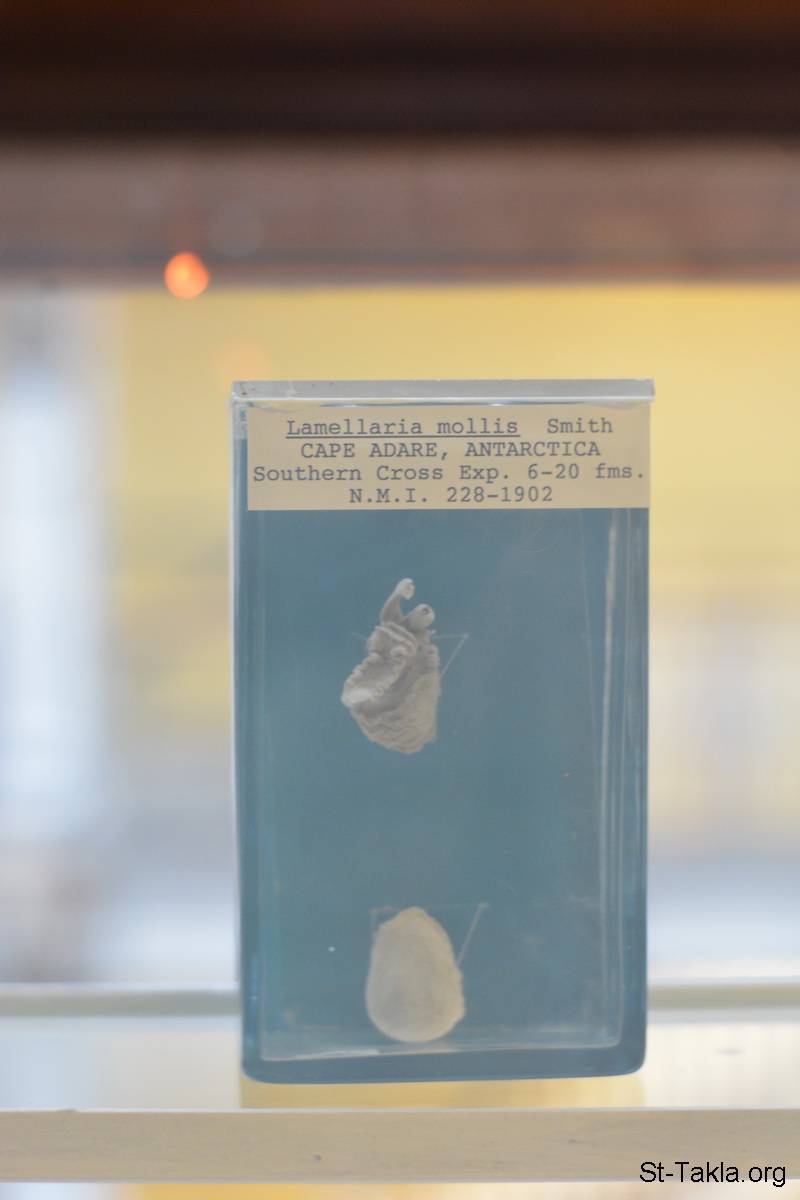 Lamellaria mollis Smith
CAPE ADARE, ANTARCTICA
Southern Cross Exp. 6-20 fms.
N.M.I. 228-1902
St-Takla.org